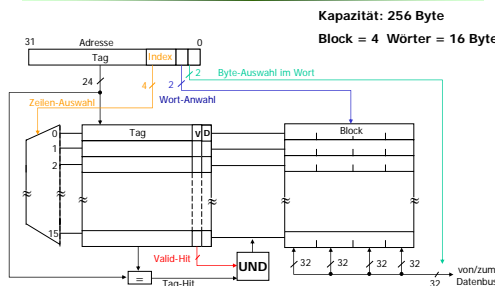 Kapazität: 256 Byte
Block = 4 Wörter = 16 Byte
31 Adresse 0
Tag Index
24 4 2 2 Byte-Auswahl im Wort
Zeilen-Auswahl Wort-Anwahl
0 Tag V D Block
1
2
≈ ≈ ≈ ≈ ≈
15
Valid-Hit UND 32 32 32 32
= Tag-Hit 32 von/zum
Datenbus